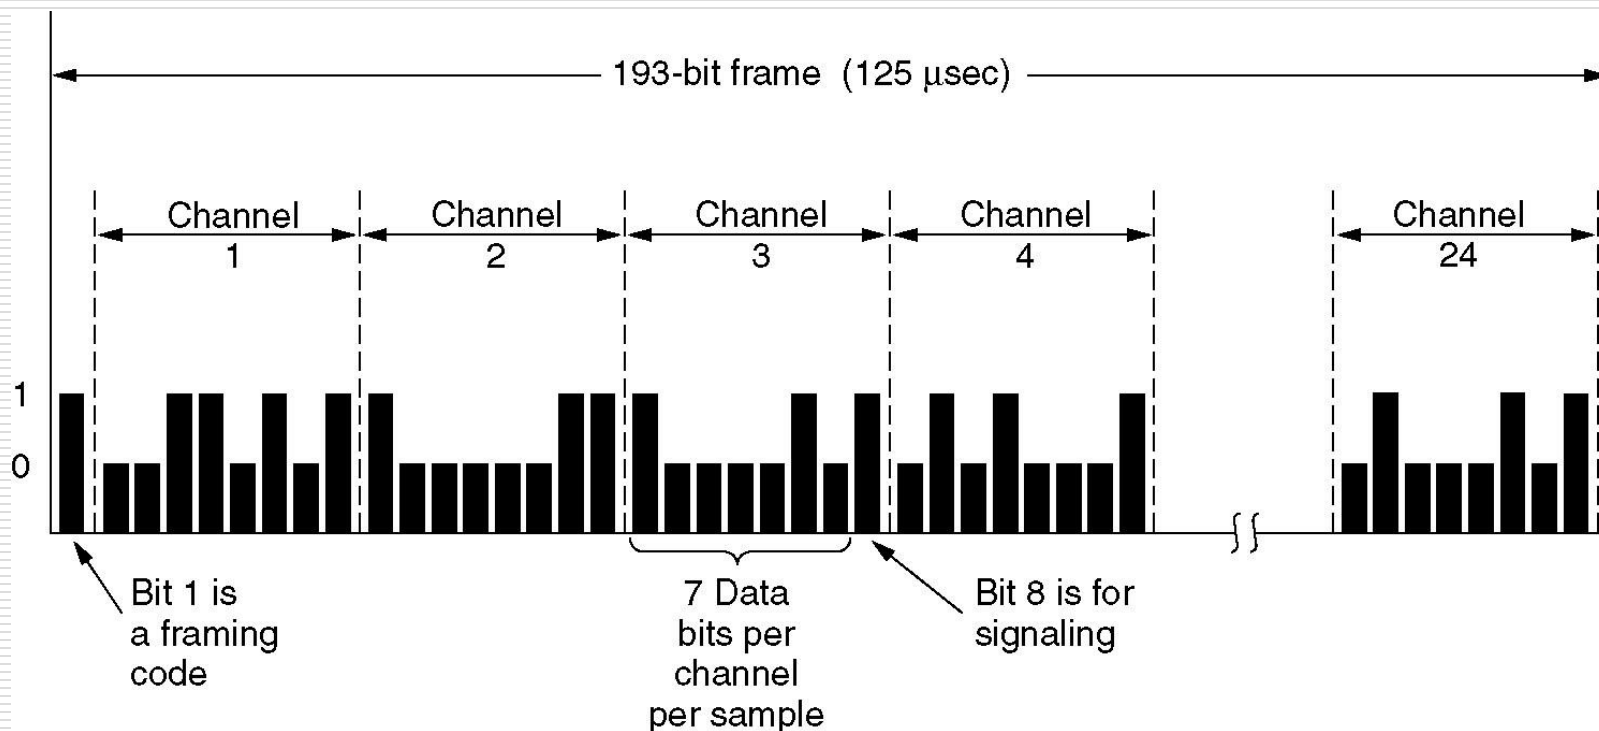 193-bit frame (125 μsec)
Channel
1
Channel
2
Channel
3
Channel
4
Channel
24
1
0
Bit 1 is
a framing
code
7 Data
bits per
channel
per sample
Bit 8 is for
signaling